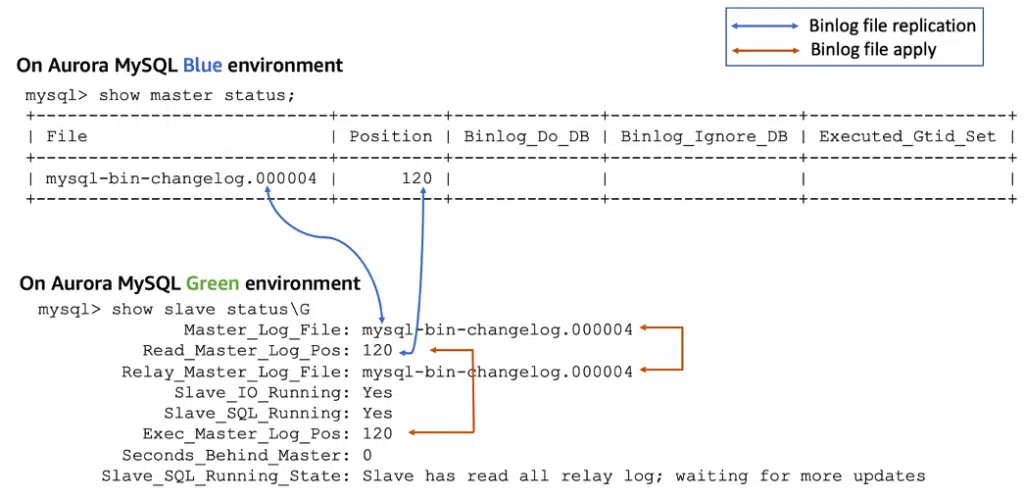 Binlog file replication
Binlog file apply
On Aurora MySQL Blue environment
mysql> show master status;
+----------------------------+----------+--------------+------------------+-------------------+
| File | Position | Binlog_Do_DB | Binlog_Ignore_DB | Executed_Gtid_Set |
+----------------------------+----------+--------------+------------------+-------------------+
| mysql-bin-changelog.000004 | 120 | | | |
+----------------------------+----------+--------------+------------------+-------------------+
On Aurora MySQL Green environment
mysql> show slave status\G
Master_Log_File: mysql-bin-changelog.000004
Read_Master_Log_Pos: 120
Relay_Master_Log_File: mysql-bin-changelog.000004
Slave_IO_Running: Yes
Slave_SQL_Running: Yes
Exec_Master_Log_Pos: 120
Seconds_Behind_Master: 0
Slave_SQL_Running_State: Slave has read all relay log; waiting for more updates